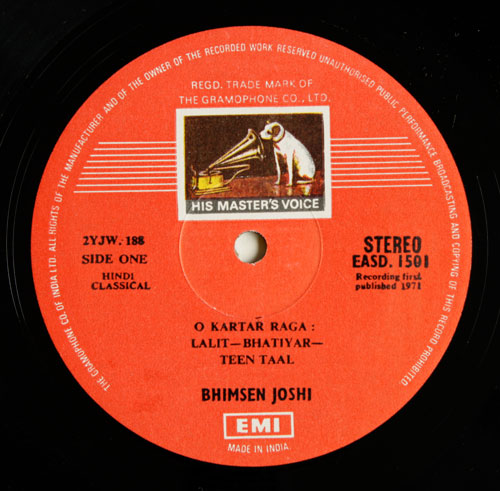 THE GRAMOPHONE CO. OF INDIA LTD. ALL RIGHTS OF THE MANUFACTURER AND OF THE OWNER OF THE RECORDED WORK RESERVED UNAUTHORISED PUBLIC PERFORMANCE BROADCASTING AND COPYING OF THIS RECORD PROHIBITED
REGD. TRADE MARK OF
THE GRAMOPHONE CO., LTD.
HIS MASTER'S VOICE
2YJW. 188
SIDE ONE
HINDI
CLASSICAL
STEREO
EASD. 1501
Recording first
published 1971
O KARTAR RAGA :
LALIT—BHATIYAR—
TEEN TAAL
BHIMSEN JOSHI
EMI
MADE IN INDIA.